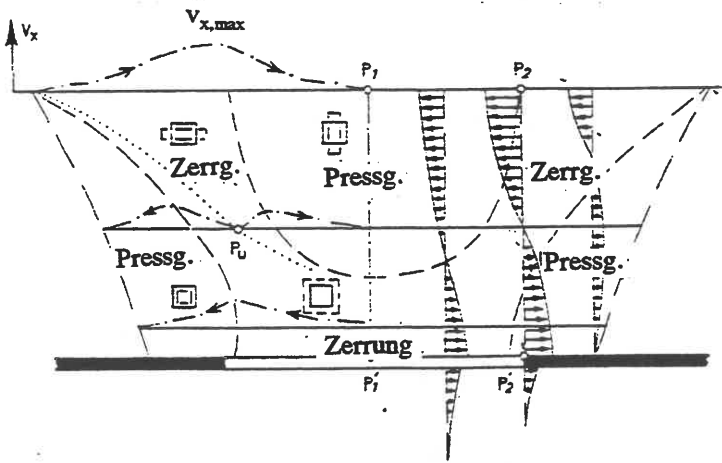 Vx
Vx,max
P1
P2
Zerrg.
Pressg.
Zerrg.
Pu
Pressg.
Pressg.
Zerrung
P1'
P2'